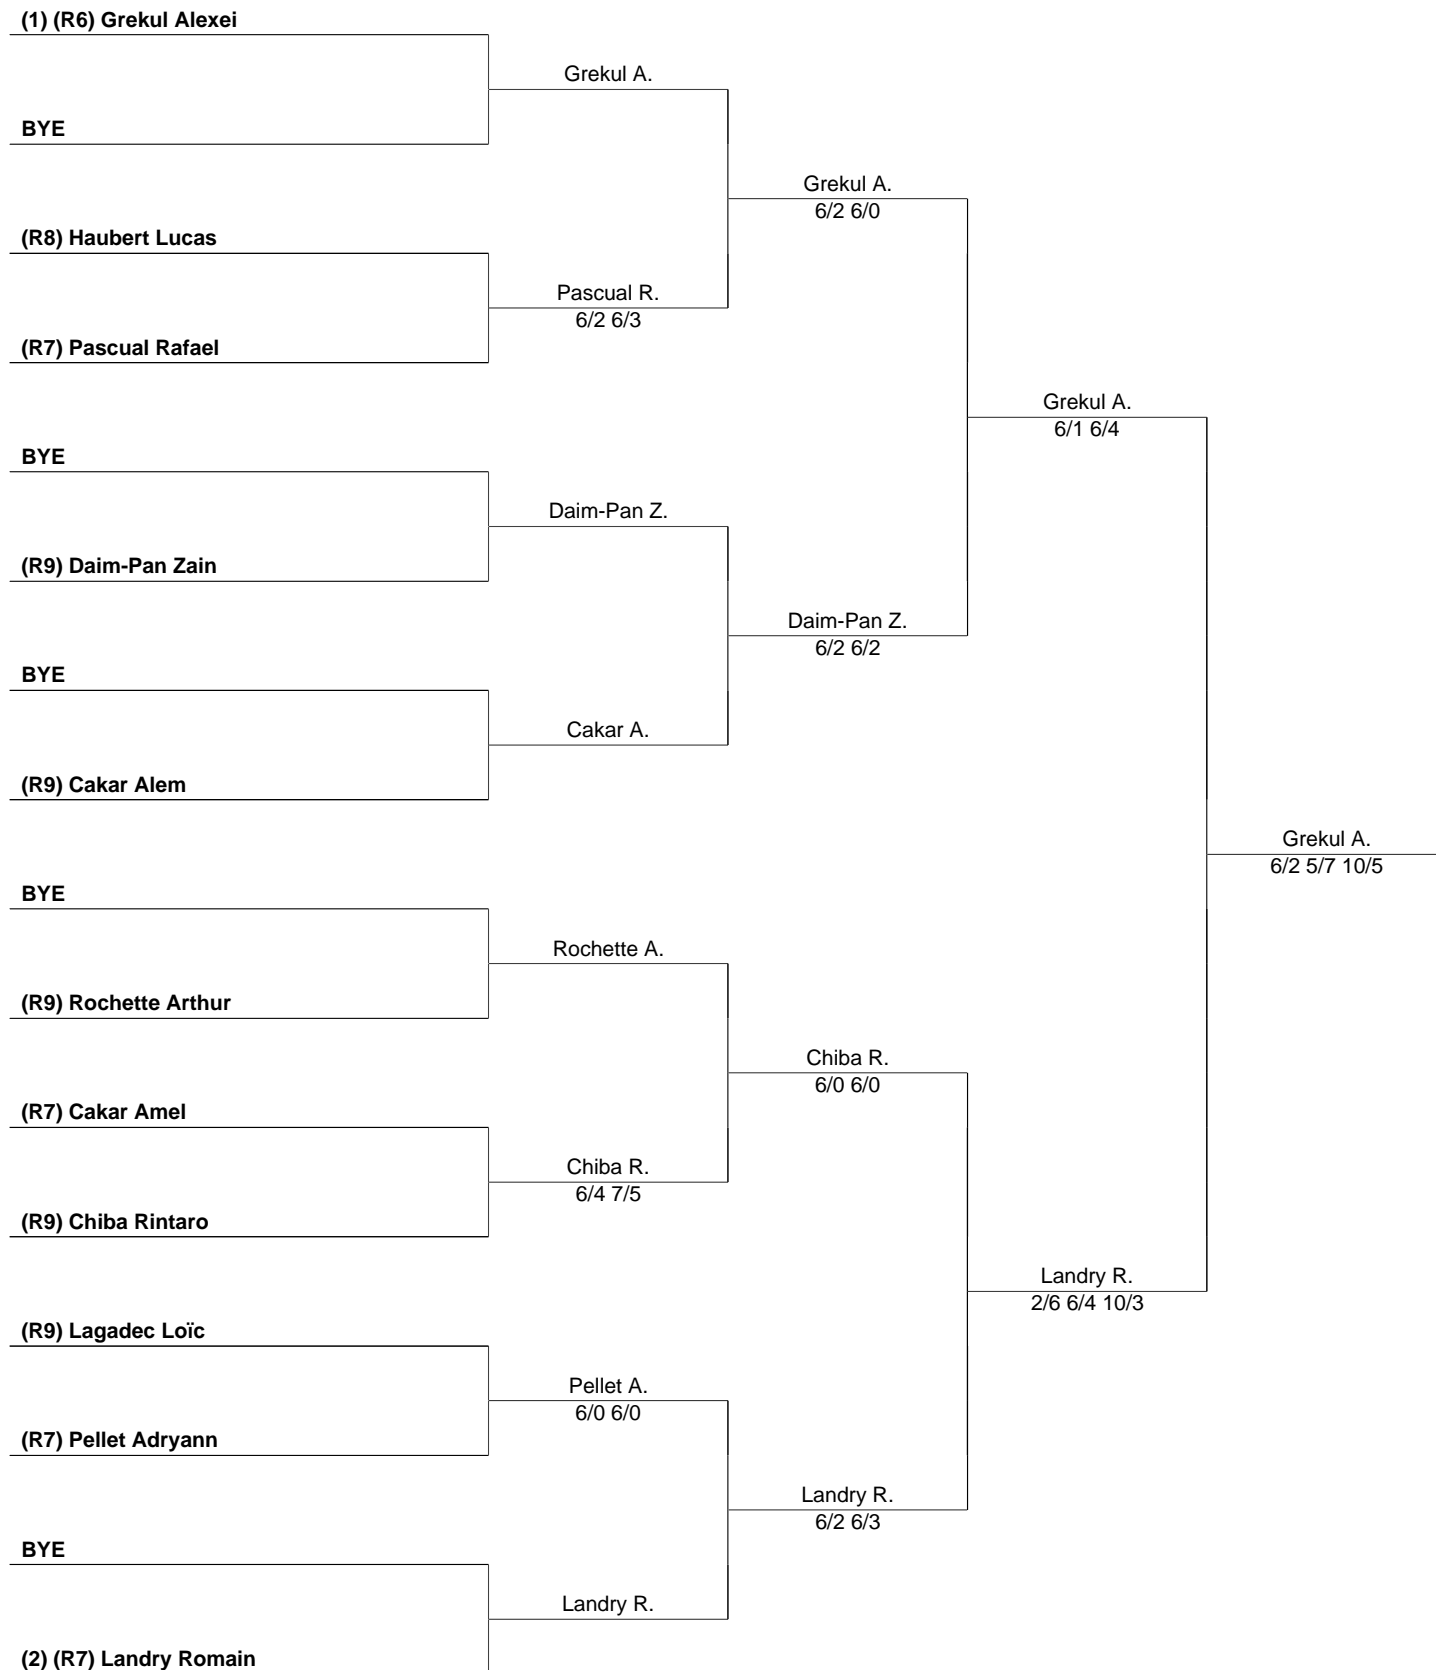 (1) (R6) Grekul Alexei
Grekul A.
BYE
Grekul A.
6/2 6/0
(R8) Haubert Lucas
Pascual R.
6/2 6/3
(R7) Pascual Rafael
Grekul A.
6/1 6/4
BYE
Daim-Pan Z.
(R9) Daim-Pan Zain
Daim-Pan Z.
6/2 6/2
BYE
Cakar A.
(R9) Cakar Alem
Grekul A.
6/2 5/7 10/5
BYE
Rochette A.
(R9) Rochette Arthur
Chiba R.
6/0 6/0
(R7) Cakar Amel
Chiba R.
6/4 7/5
(R9) Chiba Rintaro
Landry R.
2/6 6/4 10/3
(R9) Lagadec Loïc
Pellet A.
6/0 6/0
(R7) Pellet Adryann
Landry R.
6/2 6/3
BYE
Landry R.
(2) (R7) Landry Romain